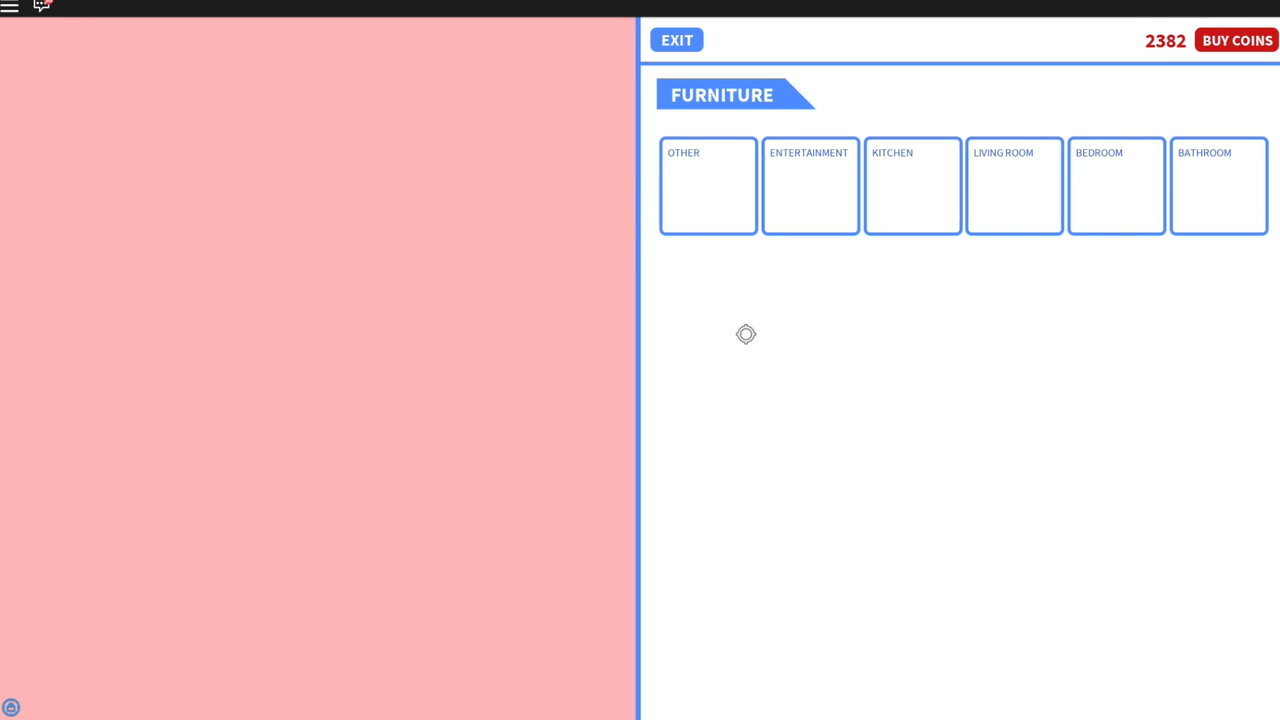 EXIT
2382 BUY COINS
FURNITURE
OTHER
ENTERTAINMENT
KITCHEN
LIVING ROOM
BEDROOM
BATHROOM